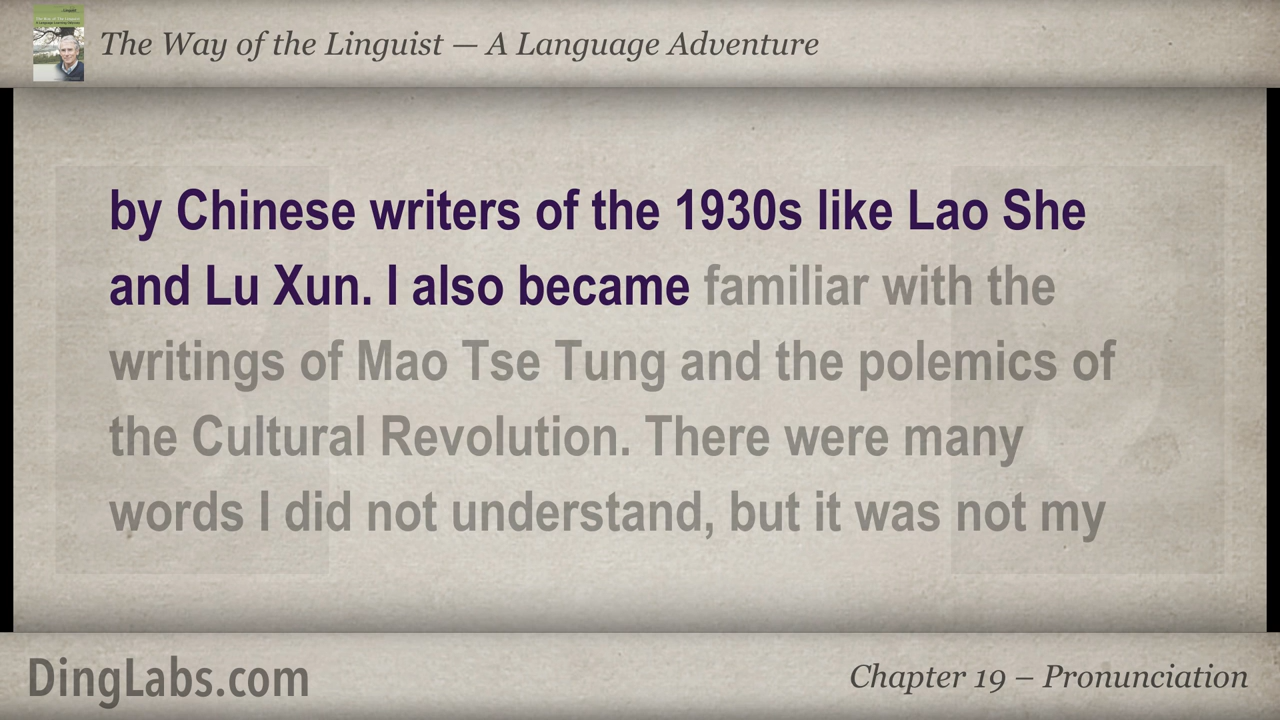 The Way of the Linguist — A Language Adventure
by Chinese writers of the 1930s like Lao She
and Lu Xun. I also became familiar with the
writings of Mao Tse Tung and the polemics of
the Cultural Revolution. There were many
words I did not understand, but it was not my
DingLabs.com
Chapter 19 – Pronunciation